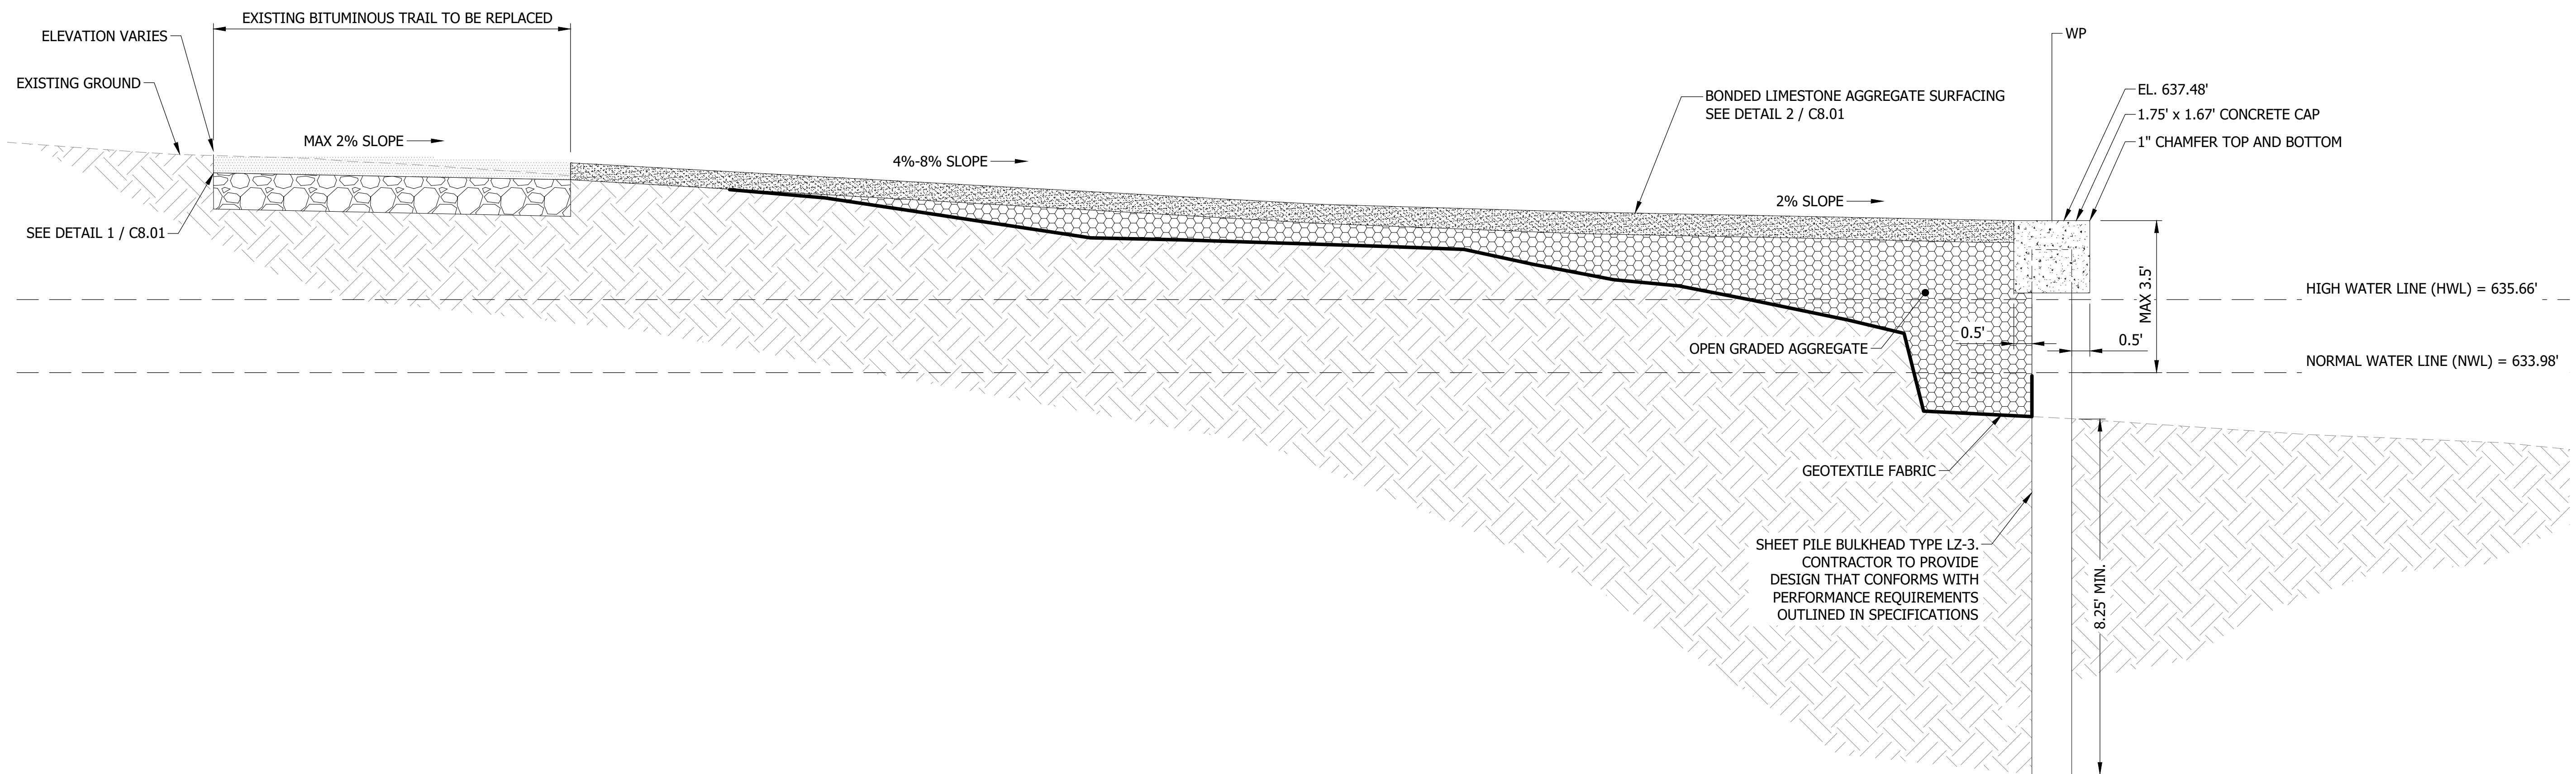 EXISTING BITUMINOUS TRAIL TO BE REPLACED
ELEVATION VARIES
EXISTING GROUND
MAX 2% SLOPE
SEE DETAIL 1 / C8.01
4%-8% SLOPE
BONDED LIMESTONE AGGREGATE SURFACING
SEE DETAIL 2 / C8.01
2% SLOPE
WP
EL. 637.48'
1.75' x 1.67' CONCRETE CAP
1" CHAMFER TOP AND BOTTOM
MAX 3.5'
HIGH WATER LINE (HWL) = 635.66'
0.5'
0.5'
OPEN GRADED AGGREGATE
NORMAL WATER LINE (NWL) = 633.98'
GEOTEXTILE FABRIC
SHEET PILE BULKHEAD TYPE LZ-3.
CONTRACTOR TO PROVIDE
DESIGN THAT CONFORMS WITH
PERFORMANCE REQUIREMENTS
OUTLINED IN SPECIFICATIONS
8.25' MIN.